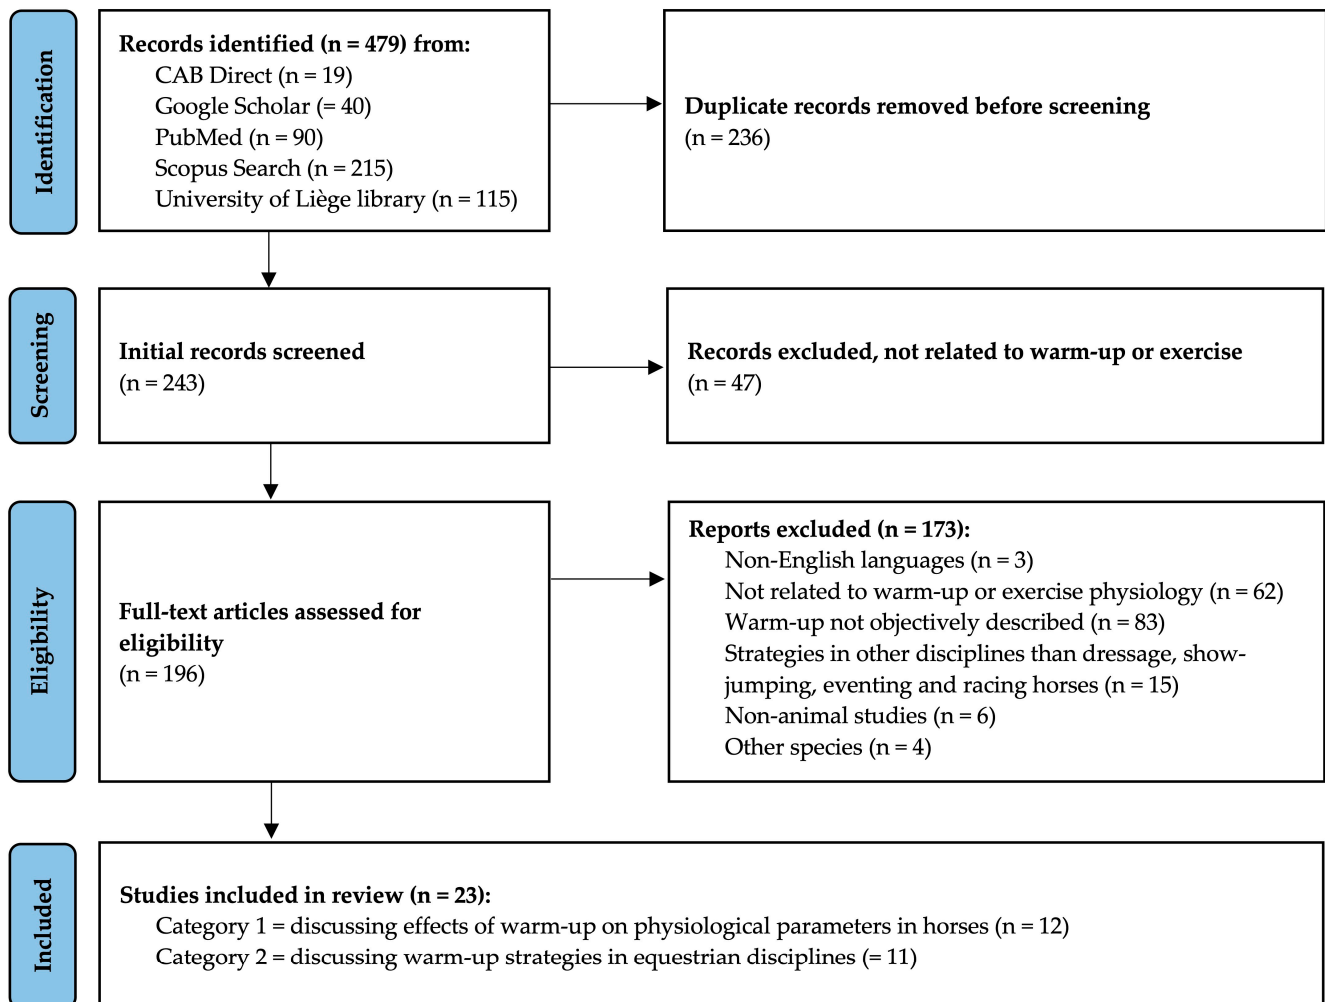 Identification
Records identified (n = 479) from:
CAB Direct (n = 19)
Google Scholar (= 40)
PubMed (n = 90)
Scopus Search (n = 215)
University of Liège library (n = 115)
Duplicate records removed before screening
(n = 236)
Screening
Initial records screened
(n = 243)
Records excluded, not related to warm-up or exercise
(n = 47)
Eligibility
Full-text articles assessed for
eligibility
(n = 196)
Reports excluded (n = 173):
Non-English languages (n = 3)
Not related to warm-up or exercise physiology (n = 62)
Warm-up not objectively described (n = 83)
Strategies in other disciplines than dressage, show-
jumping, eventing and racing horses (n = 15)
Non-animal studies (n = 6)
Other species (n = 4)
Included
Studies included in review (n = 23):
Category 1 = discussing effects of warm-up on physiological parameters in horses (n = 12)
Category 2 = discussing warm-up strategies in equestrian disciplines (= 11)